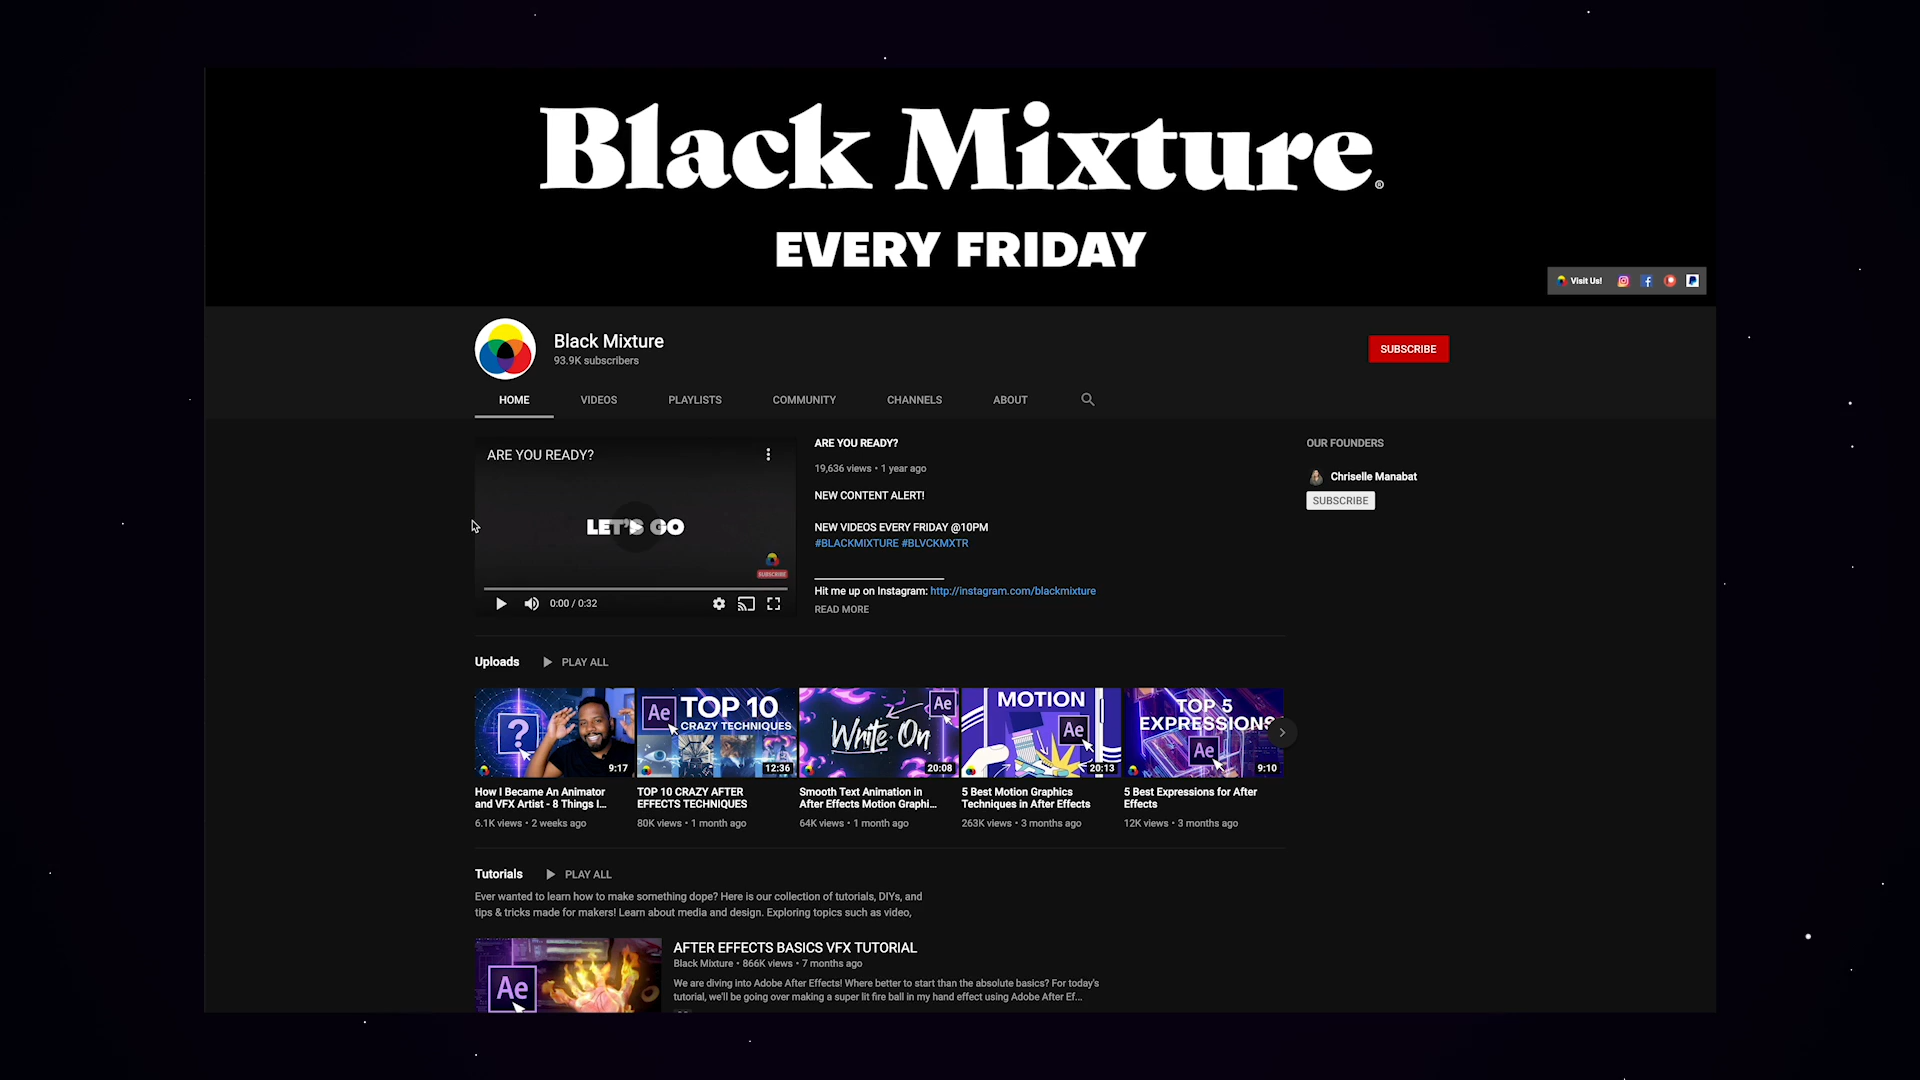 Black Mixture®
EVERY FRIDAY
Visit Us!
Black Mixture
93.9K subscribers
SUBSCRIBE
HOME VIDEOS PLAYLISTS COMMUNITY CHANNELS ABOUT
ARE YOU READY?
LET'S GO
SUBSCRIBE
0:00 / 0:32
ARE YOU READY?
19,636 views • 1 year ago
NEW CONTENT ALERT!
NEW VIDEOS EVERY FRIDAY @10PM
#BLACKMIXTURE #BLVCKMXTR
Hit me up on Instagram: http://instagram.com/blackmixture
READ MORE
OUR FOUNDERS
Chriselle Manabat
SUBSCRIBE
Uploads PLAY ALL
?
9:17
How I Became An Animator
and VFX Artist - 8 Things I...
6.1K views • 2 weeks ago
Ae TOP 10
CRAZY TECHNIQUES
12:36
TOP 10 CRAZY AFTER
EFFECTS TECHNIQUES
80K views • 1 month ago
Ae
Write On
20:08
Smooth Text Animation in
After Effects Motion Graphi...
64K views • 1 month ago
MOTION
Ae
20:13
5 Best Motion Graphics
Techniques in After Effects
263K views • 3 months ago
TOP 5
EXPRESSIONS
Ae
9:10
5 Best Expressions for After
Effects
12K views • 3 months ago
Tutorials PLAY ALL
Ever wanted to learn how to make something dope? Here is our collection of tutorials, DIYs, and
tips & tricks made for makers! Learn about media and design. Exploring topics such as video,
Ae
AFTER EFFECTS BASICS VFX TUTORIAL
Black Mixture • 866K views • 7 months ago
We are diving into Adobe After Effects! Where better to start than the absolute basics? For today's
tutorial, we'll be going over making a super lit fire ball in my hand effect using Adobe After Ef...